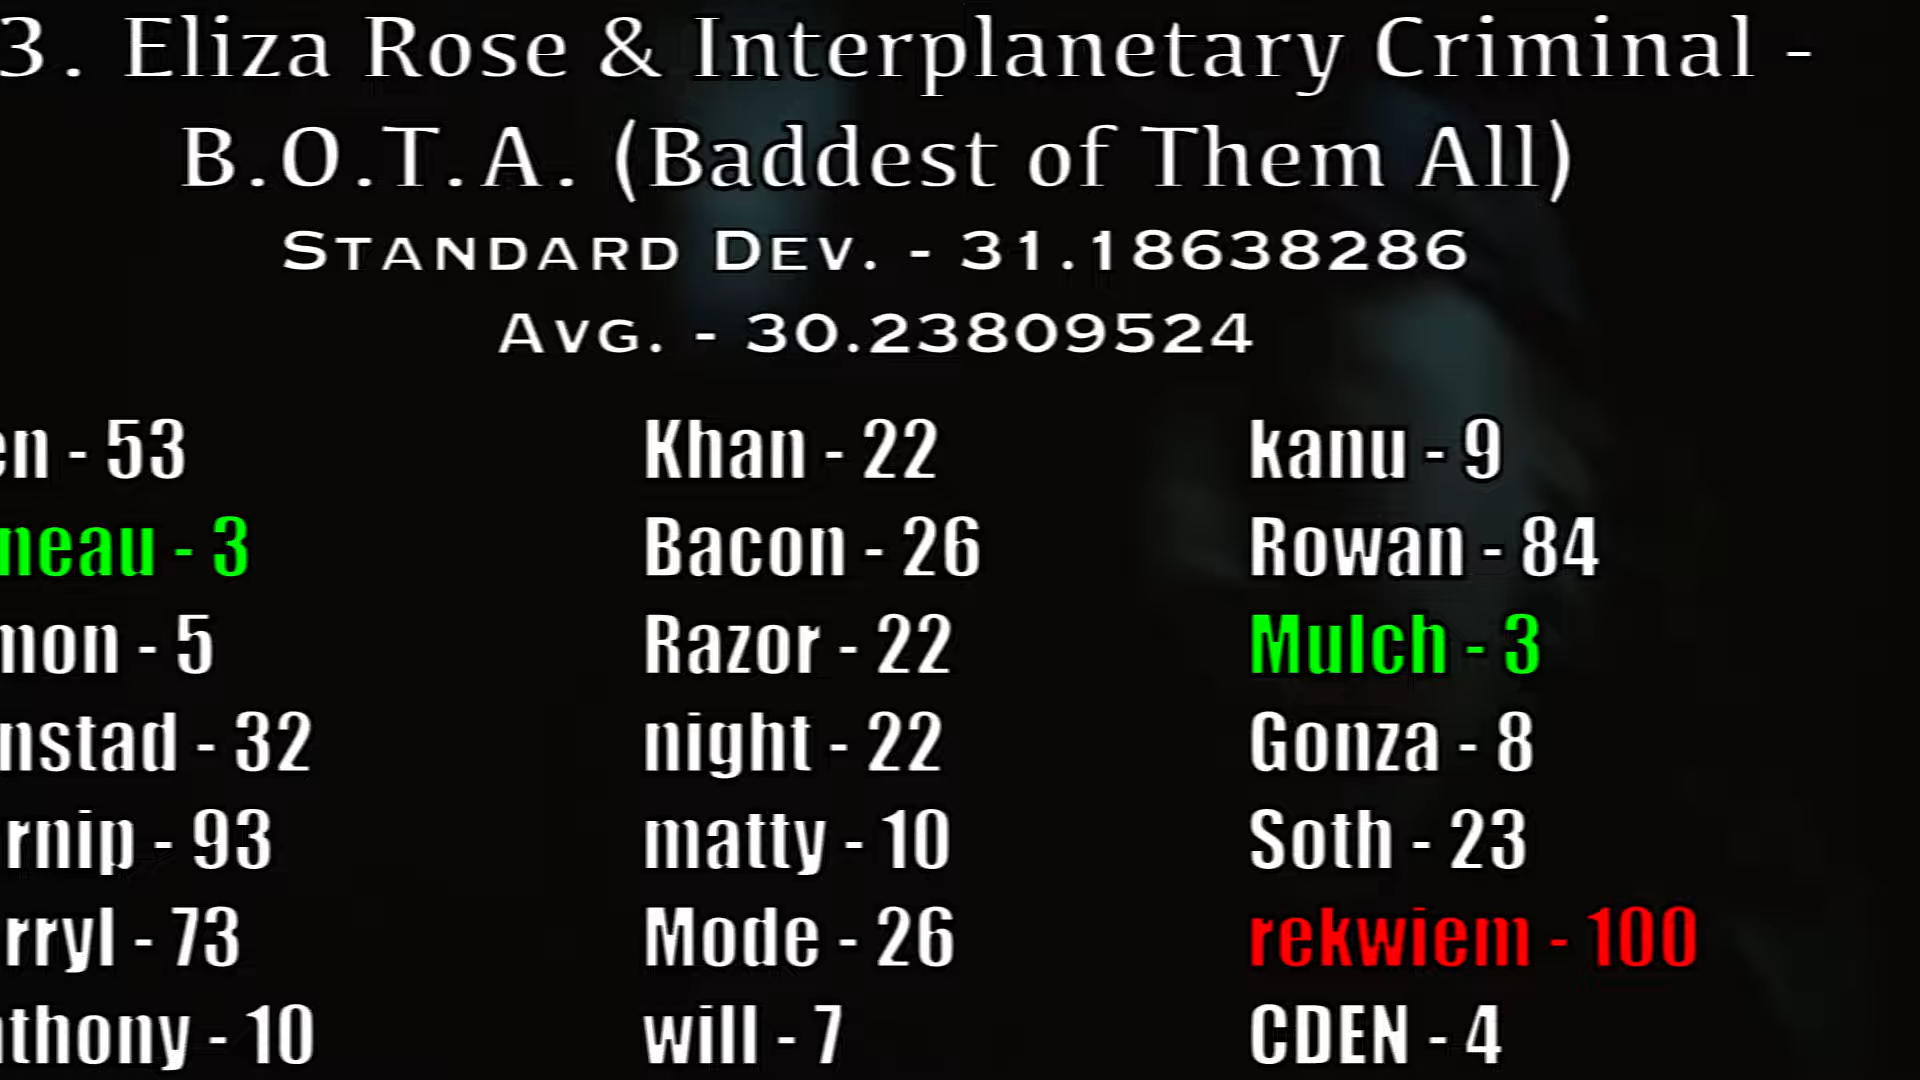 3. Eliza Rose & Interplanetary Criminal -
B.O.T.A. (Baddest of Them All)
Standard Dev. - 31.18638286
Avg. - 30.23809524
en - 53
neau - 3
mon - 5
nstad - 32
rnip - 93
rryl - 73
thony - 10
Khan - 22
Bacon - 26
Razor - 22
night - 22
matty - 10
Mode - 26
will - 7
kanu - 9
Rowan - 84
Mulch - 3
Gonza - 8
Soth - 23
rekwiem - 100
CDEN - 4